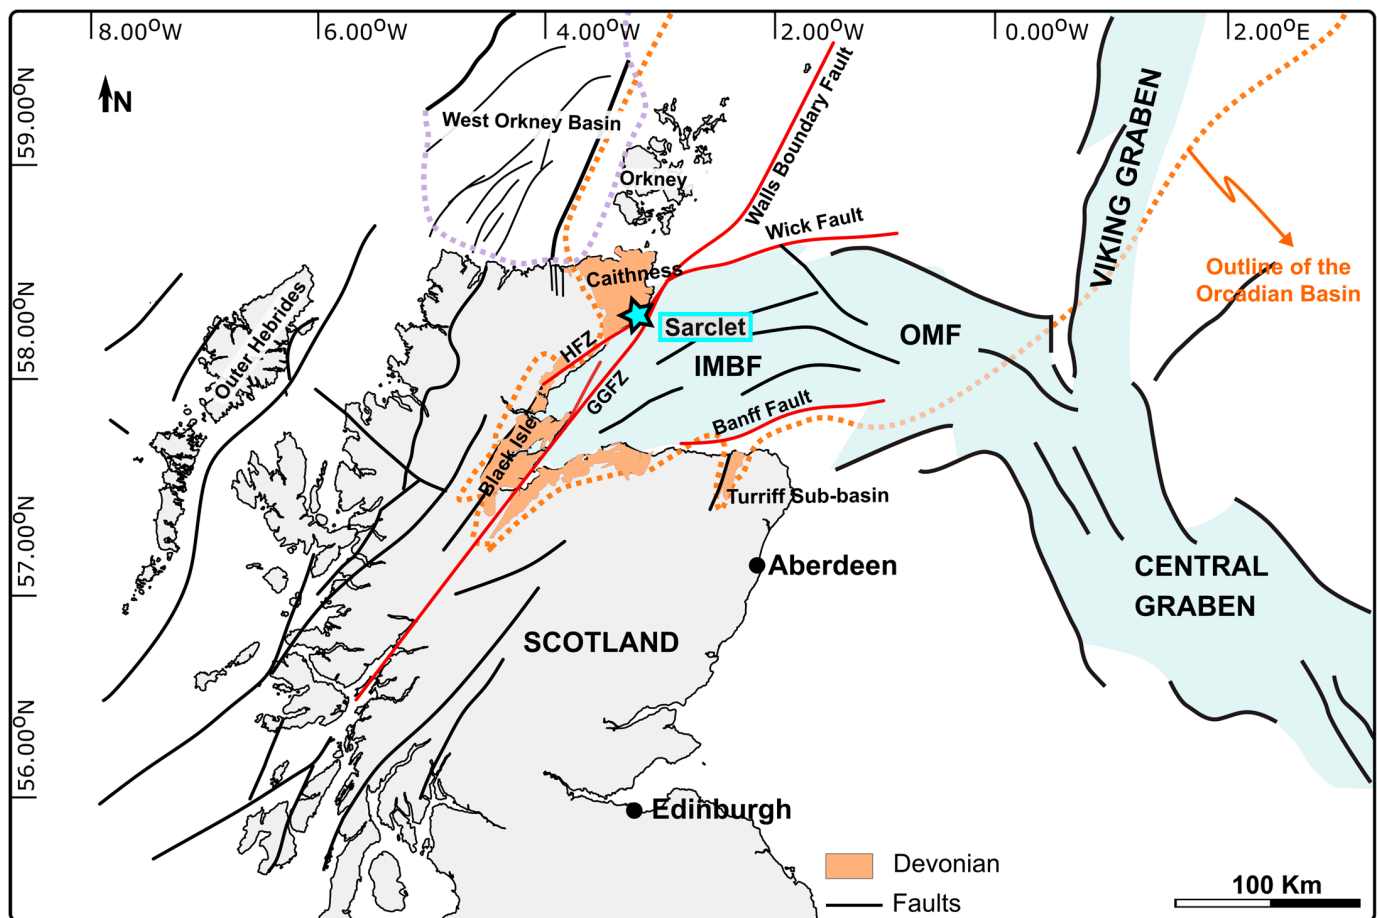 8.00°W
6.00°W
4.00°W
2.00°W
0.00°W
2.00°E
59.00°N
58.00°N
57.00°N
56.00°N
N
West Orkney Basin
Orkney
Walls Boundary Fault
Wick Fault
VIKING GRABEN
Outline of the
Orcadian Basin
Caithness
Sarclet
Outer Hebrides
HFZ
GGFZ
IMBF
OMF
Banff Fault
Black Isle
Turriff Sub-basin
Aberdeen
CENTRAL
GRABEN
SCOTLAND
Edinburgh
Devonian
Faults
100 Km